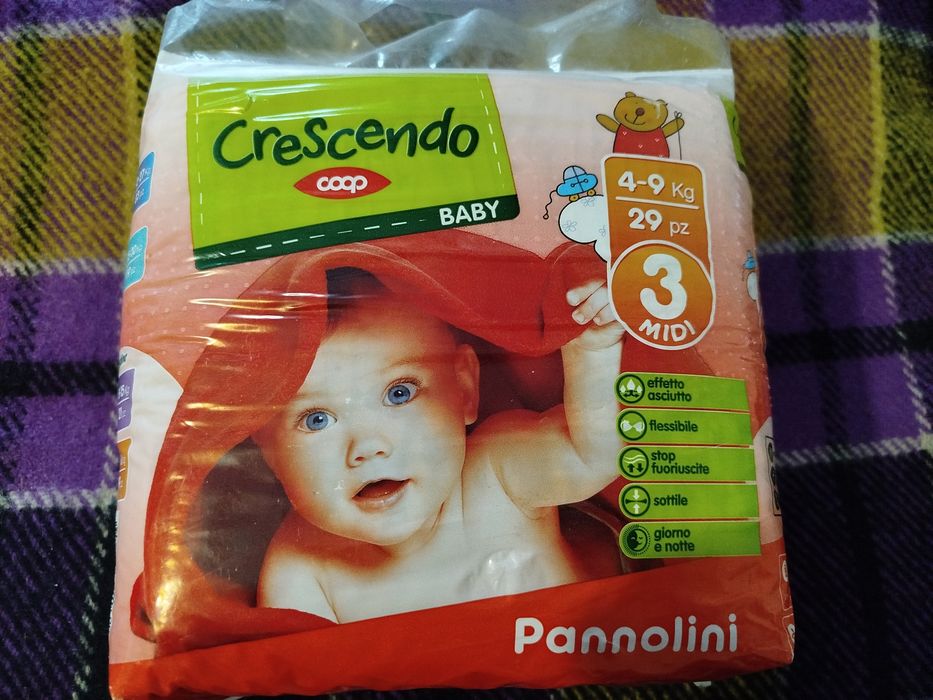 Crescendo
coop
BABY
4-9 Kg
29 pz
3
MIDI
effetto
asciutto
flessibile
stop
fuoriuscite
sottile
giorno
e notte
Pannolini